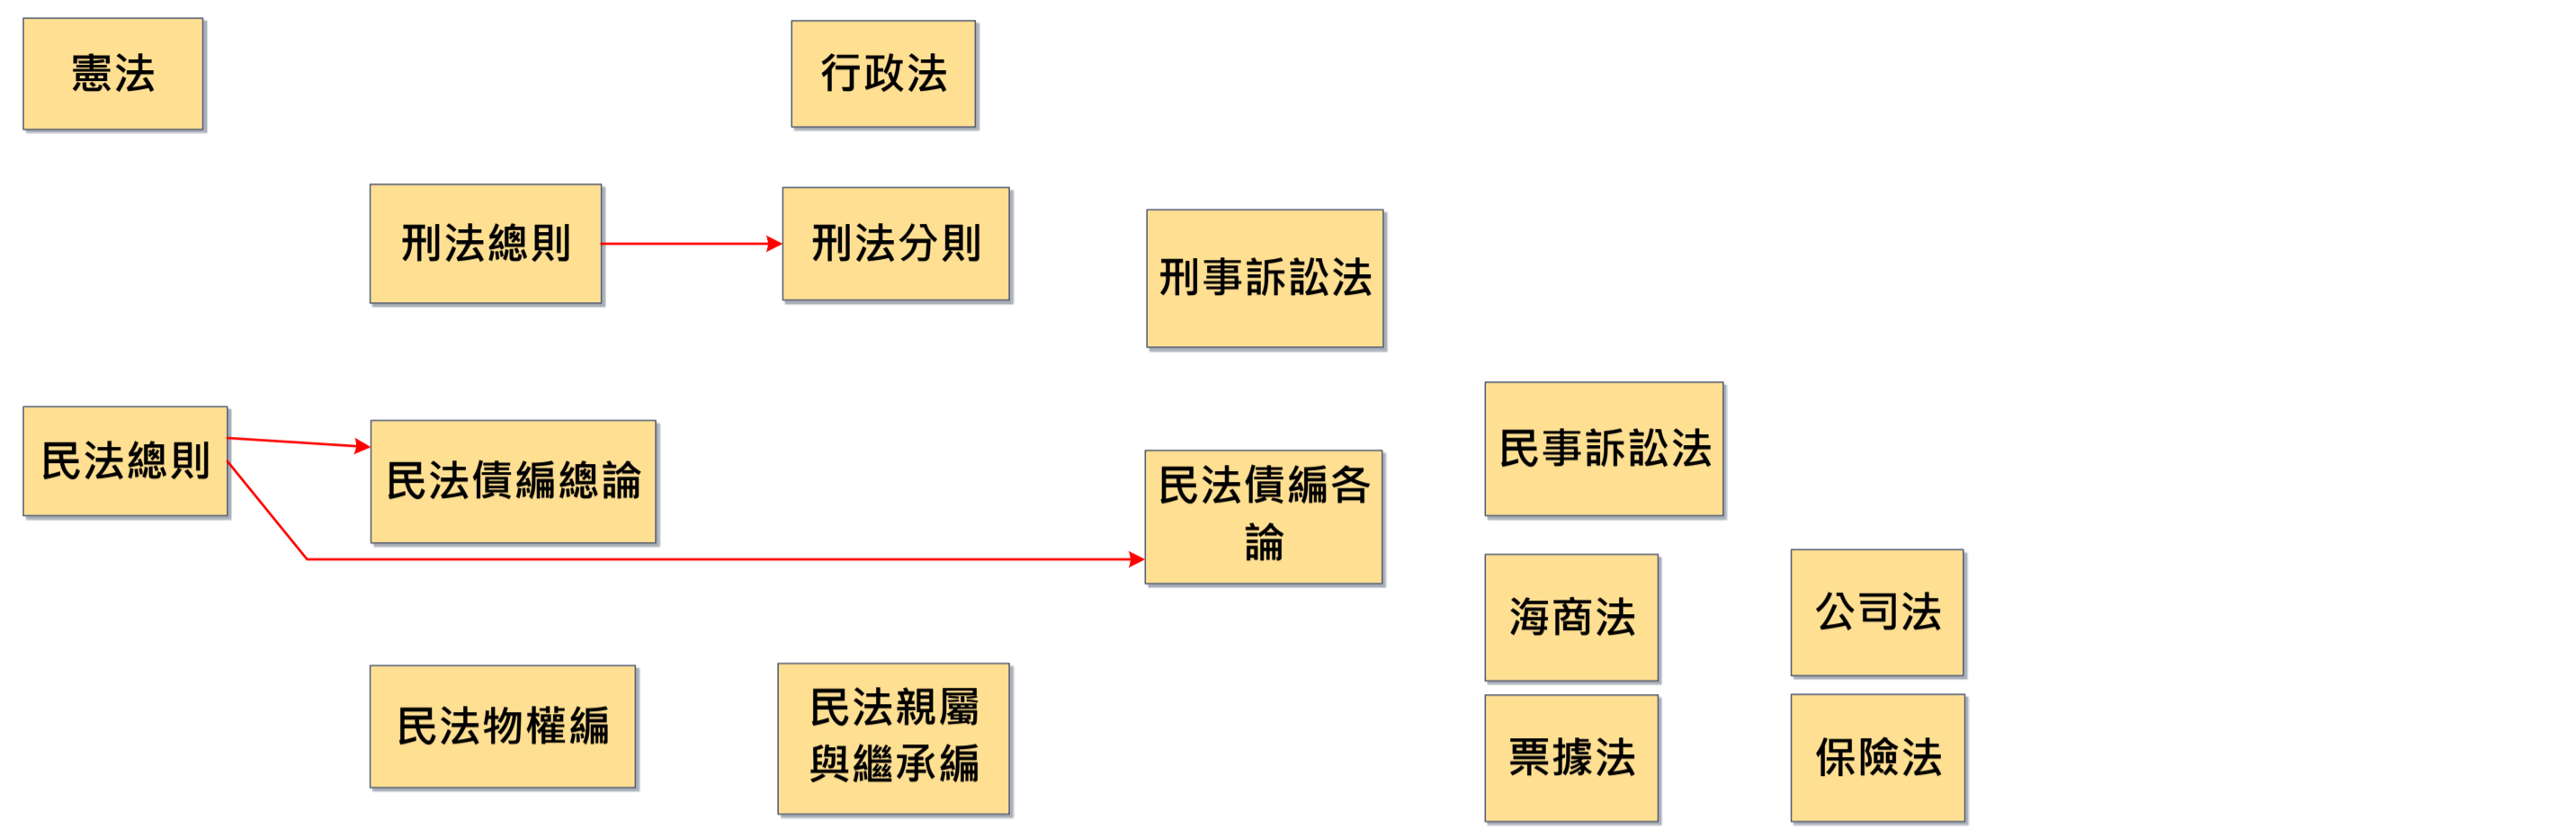 憲法
行政法
刑法總則
刑法分則
刑事訴訟法
民法總則
民法債編總論
民法債編各
論
民事訴訟法
海商法
公司法
民法物權編
民法親屬
與繼承編
票據法
保險法